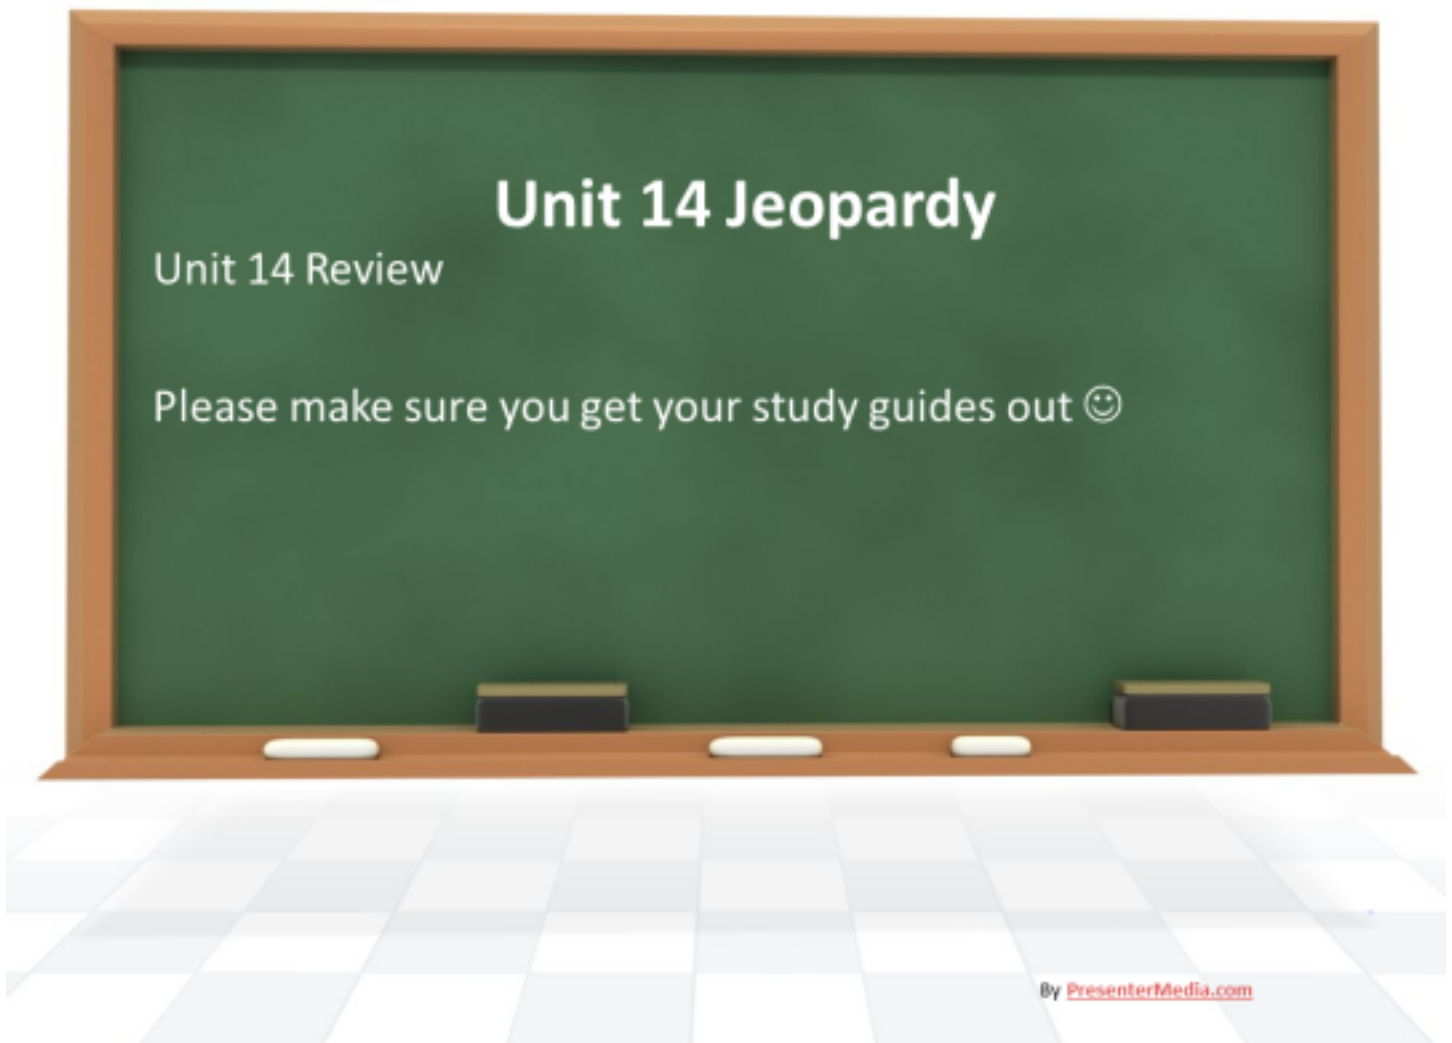 Unit 14 Jeopardy
Unit 14 Review
Please make sure you get your study guides out ☺
By PresenterMedia.com